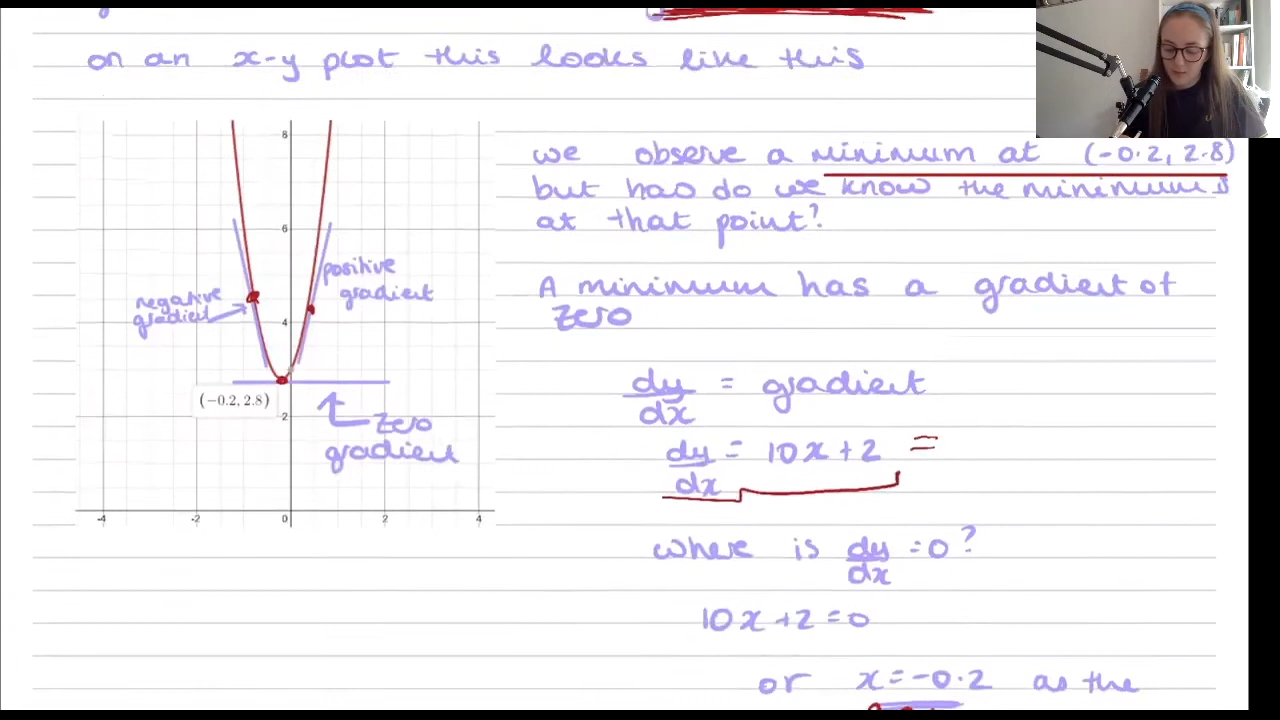 on an x-y plot this looks like this
8
6
4
2
-4 -2 0 2 4
negative
gradient
positive
gradient
(−0.2, 2.8)
zero
gradient
we observe a minimum at (-0.2, 2.8)
but has do we know the minimum is
at that point?
A minimum has a gradient of
zero
dy/dx = gradient
dy/dx = 10x+2 =
where is dy/dx =0?
10x+2=0
or x=-0.2 as the